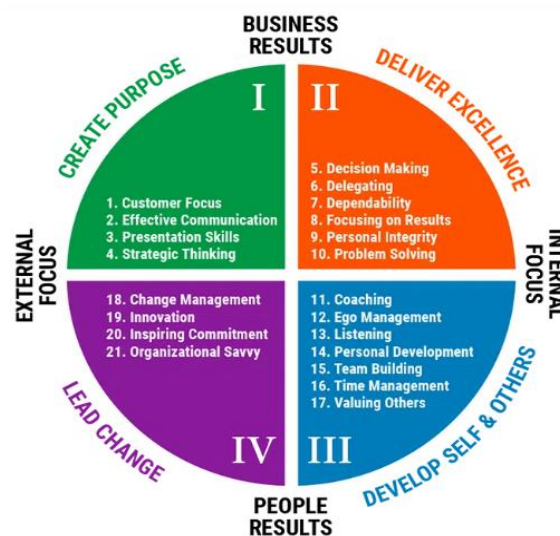 BUSINESS
RESULTS
CREATE PURPOSE
DELIVER EXCELLENCE
I
II
1. Customer Focus
2. Effective Communication
3. Presentation Skills
4. Strategic Thinking
5. Decision Making
6. Delegating
7. Dependability
8. Focusing on Results
9. Personal Integrity
10. Problem Solving
EXTERNAL
FOCUS
INTERNAL
FOCUS
18. Change Management
19. Innovation
20. Inspiring Commitment
21. Organizational Savvy
11. Coaching
12. Ego Management
13. Listening
14. Personal Development
15. Team Building
16. Time Management
17. Valuing Others
IV
III
LEAD CHANGE
DEVELOP SELF & OTHERS
PEOPLE
RESULTS